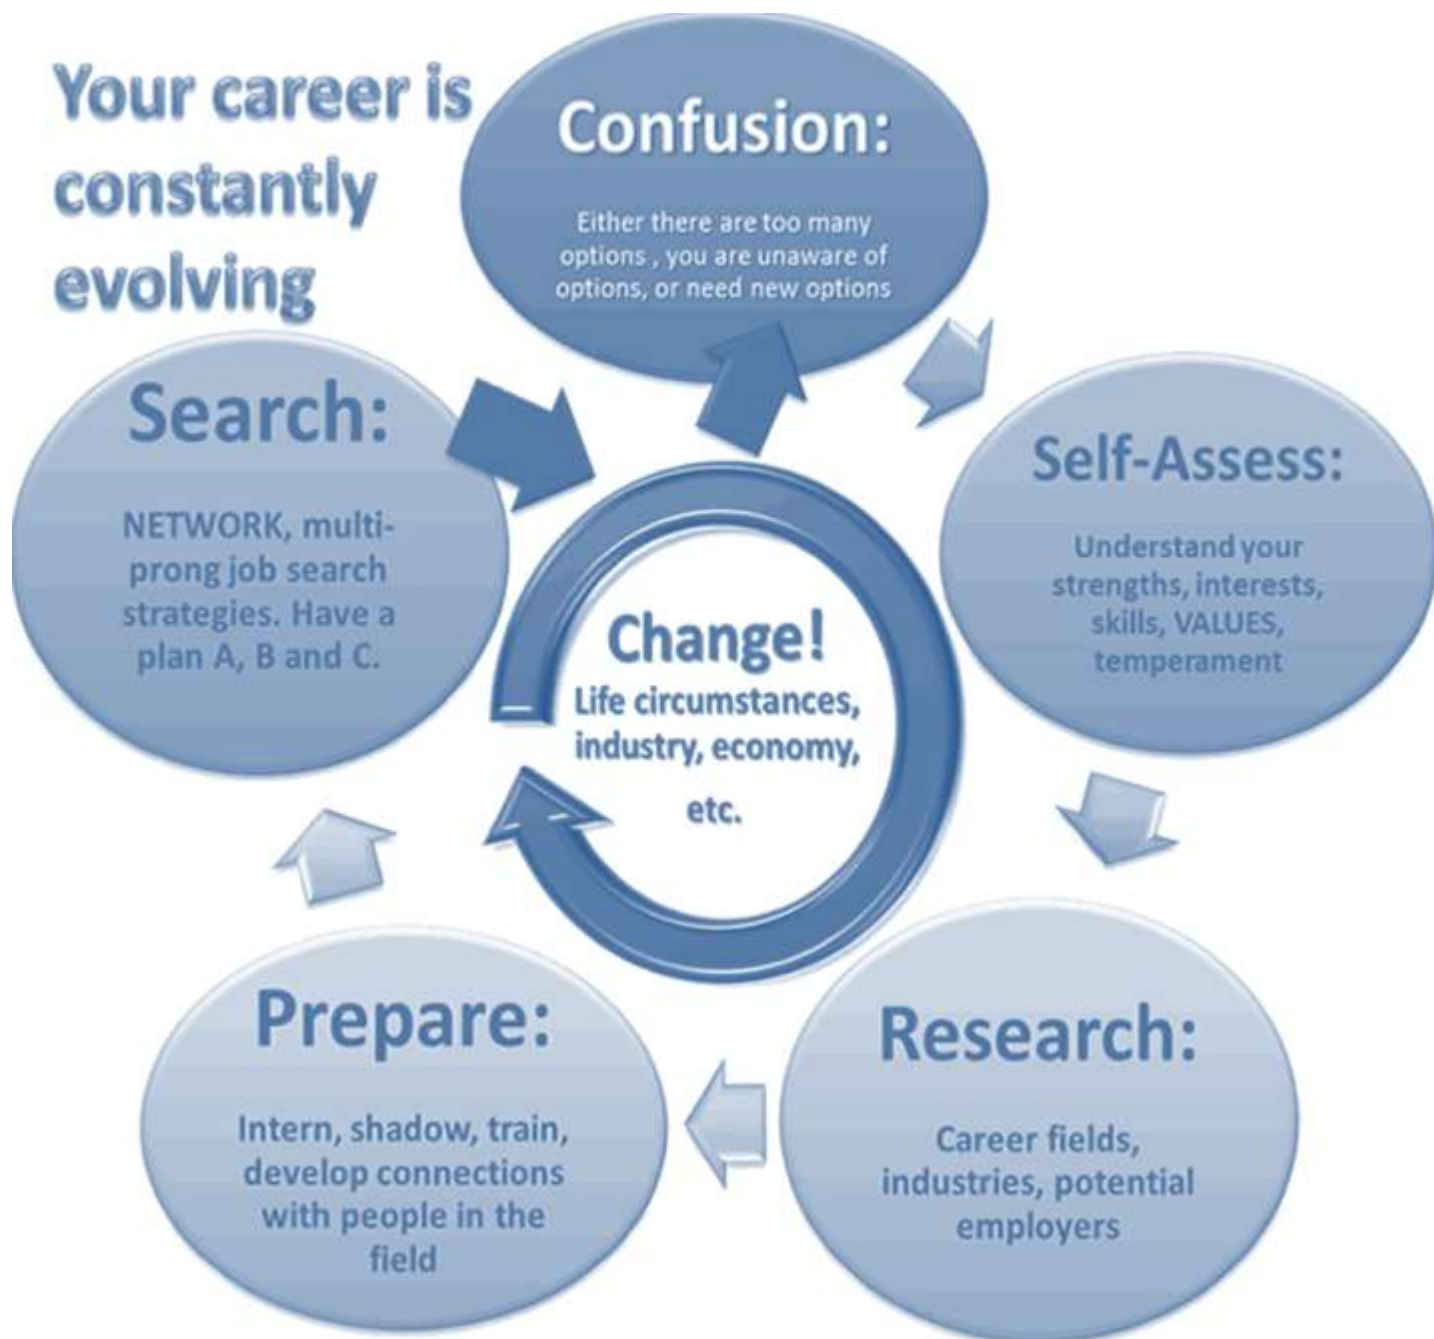 Your career is
constantly
evolving
Confusion:
Either there are too many
options , you are unaware of
options, or need new options
Self-Assess:
Understand your
strengths, interests,
skills, VALUES,
temperament
Research:
Career fields,
industries, potential
employers
Prepare:
Intern, shadow, train,
develop connections
with people in the
field
Search:
NETWORK, multi-
prong job search
strategies. Have a
plan A, B and C.
Change!
Life circumstances,
industry, economy,
etc.